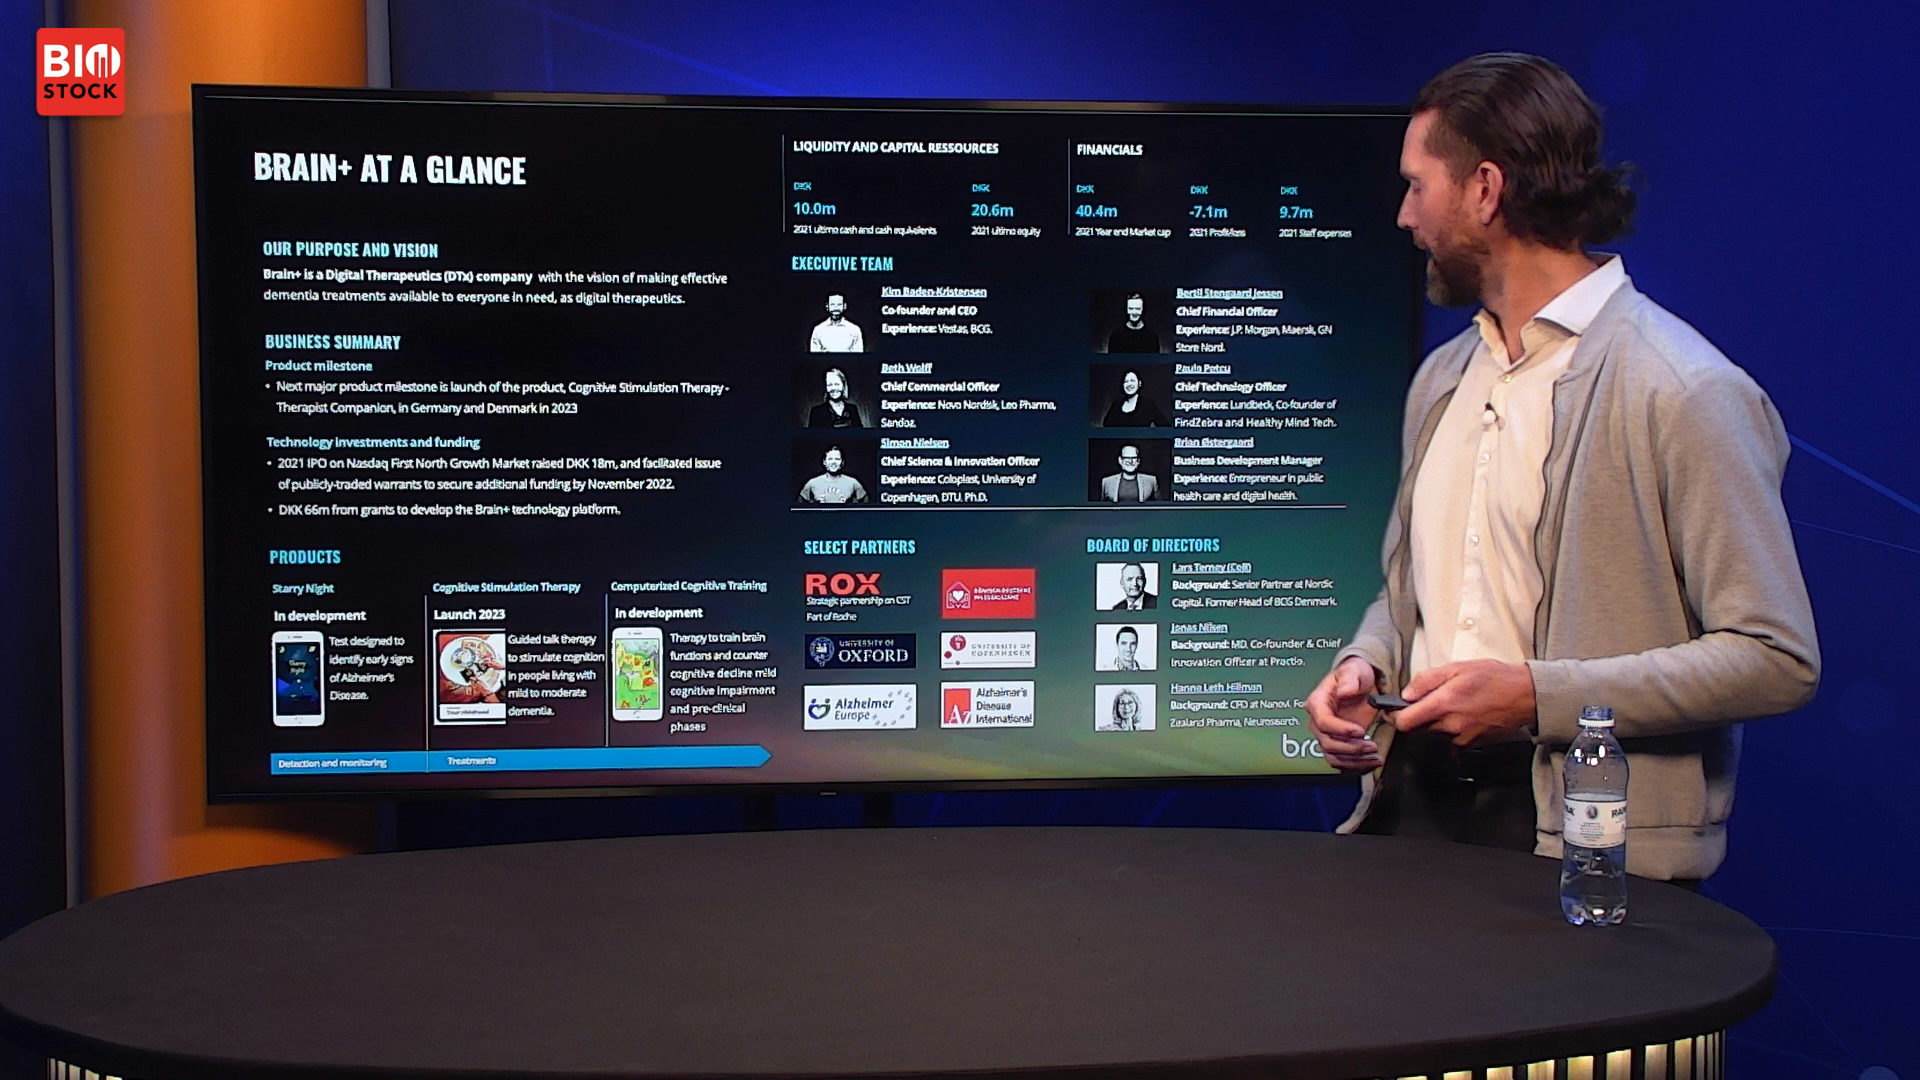 BIO
STOCK
BRAIN+ AT A GLANCE
OUR PURPOSE AND VISION
Brain+ is a Digital Therapeutics (DTx) company with the vision of making effective
dementia treatments available to everyone in need, as digital therapeutics.
BUSINESS SUMMARY
Product milestone
• Next major product milestone is launch of the product, Cognitive Stimulation Therapy -
Therapist Companion, in Germany and Denmark in 2023
Technology investments and funding
• 2021 IPO on Nasdaq First North Growth Market raised DKK 18m, and facilitated issue
of publicly-traded warrants to secure additional funding by November 2022.
• DKK 66m from grants to develop the Brain+ technology platform.
PRODUCTS
Starry Night
In development
Test designed to
identify early signs
of Alzheimer's
Disease.
Cognitive Stimulation Therapy
Launch 2023
Guided talk therapy
to stimulate cognition
in people living with
mild to moderate
dementia.
Computerized Cognitive Training
In development
Therapy to train brain
functions and counter
cognitive decline mild
cognitive impairment
and pre-clinical
phases
Detection and monitoring
Treatments
LIQUIDITY AND CAPITAL RESSOURCES
DKK
10.0m
2021 ultimo cash and cash equivalents
DKK
20.6m
2021 ultimo equity
FINANCIALS
DKK
40.4m
2021 Year end Market cap
DKK
-7.1m
2021 Profit/loss
DKK
9.7m
2021 Staff expenses
EXECUTIVE TEAM
Kim Baden-Kristensen
Co-founder and CEO
Experience: Vestas, BCG.
Bertil Stengaard Jessen
Chief Financial Officer
Experience: J.P. Morgan, Maersk, GN
Store Nord.
Beth Wolff
Chief Commercial Officer
Experience: Novo Nordisk, Leo Pharma,
Sandoz.
Paula Petcu
Chief Technology Officer
Experience: Lundbeck, Co-founder of
FindZebra and Healthy Mind Tech.
Simon Nielsen
Chief Science & Innovation Officer
Experience: Coloplast, University of
Copenhagen, DTU. Ph.D.
Brian Østergaard
Business Development Manager
Experience: Entrepreneur in public
health care and digital health.
SELECT PARTNERS
ROX
Strategic partnership on CST
Part of Roche
UNIVERSITY OF
OXFORD
UNIVERSITY OF
COPENHAGEN
Alzheimer
Europe
Alzheimer's
Disease
International
BOARD OF DIRECTORS
Lars Terney (CoB)
Background: Senior Partner at Nordic
Capital. Former Head of BCG Denmark.
Jonas Nilsen
Background: MD, Co-founder & Chief
Innovation Officer at Practio.
Hanne Leth Hillman
Background: CFO at Nanovi. Fo
Zealand Pharma, Neurosearch.
bra